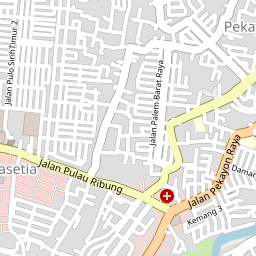 Peka
Jalan Pulo Sirih Timur 2
Jalan Palem Barat Raya
asetia
Jalan Pulau Ribung
Jalan Pekayon Raya
Damar
Kemang 3